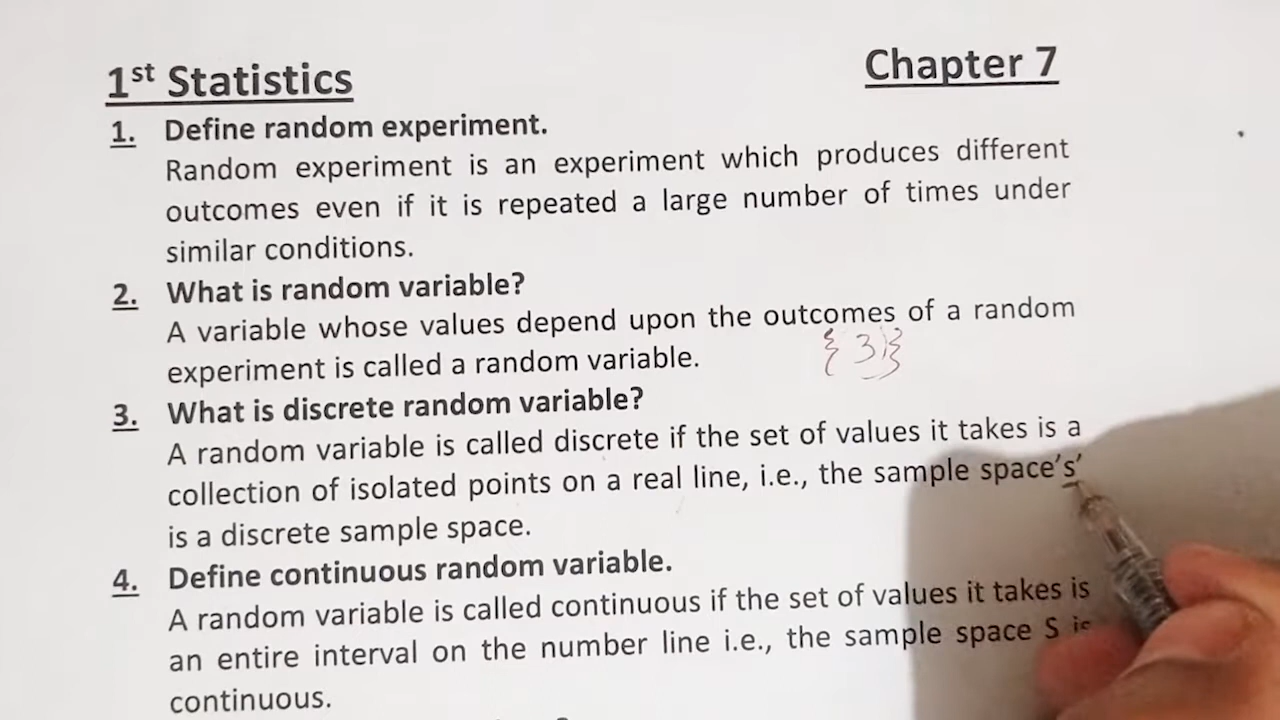 1st Statistics
Chapter 7
1. Define random experiment.
Random experiment is an experiment which produces different
outcomes even if it is repeated a large number of times under
similar conditions.
2. What is random variable?
A variable whose values depend upon the outcomes of a random
experiment is called a random variable.
{ 3 }
3. What is discrete random variable?
A random variable is called discrete if the set of values it takes is a
collection of isolated points on a real line, i.e., the sample space's'
is a discrete sample space.
4. Define continuous random variable.
A random variable is called continuous if the set of values it takes is
an entire interval on the number line i.e., the sample space S is
continuous.